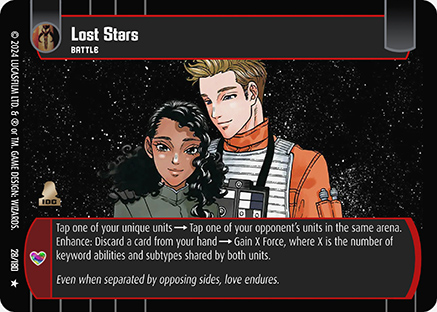 Lost Stars
BATTLE
© 2024 LUCASFILM LTD. & ® or TM. GAME DESIGN: WIZARDS.
100
Tap one of your unique units → Tap one of your opponent's units in the same arena.
Enhance: Discard a card from your hand → Gain X Force, where X is the number of
keyword abilities and subtypes shared by both units.
Even when separated by opposing sides, love endures.
28/180 ★